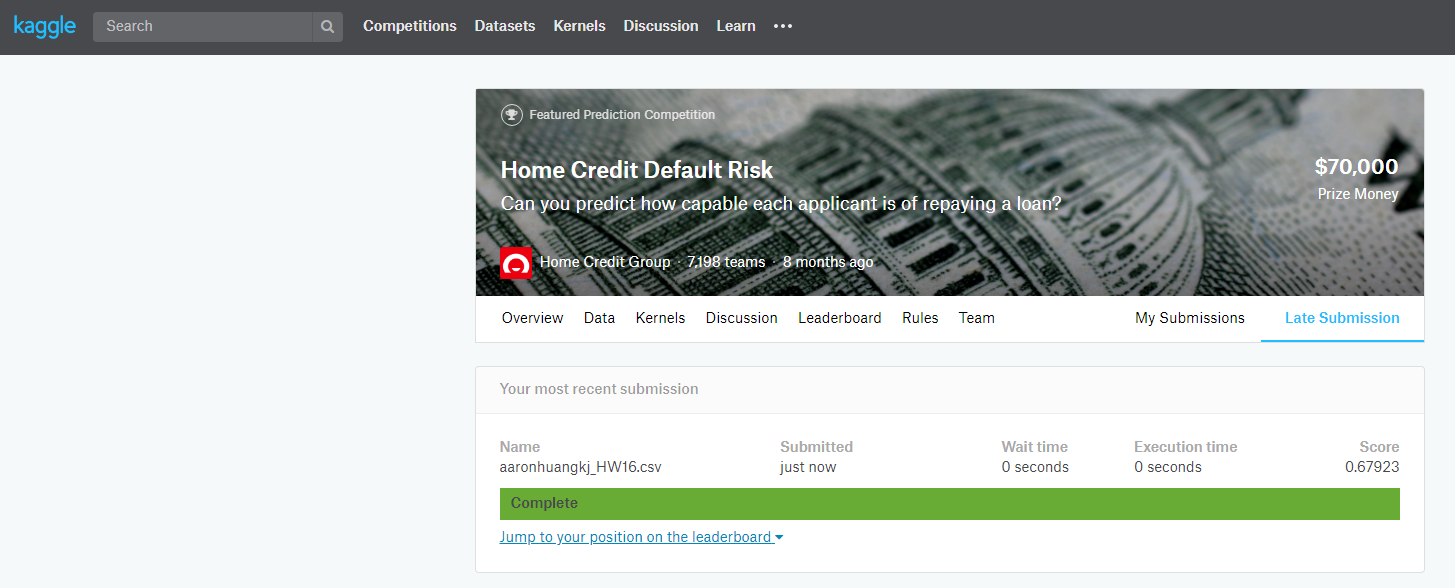 kaggle Search Competitions Datasets Kernels Discussion Learn
Featured Prediction Competition
Home Credit Default Risk
Can you predict how capable each applicant is of repaying a loan?
$70,000
Prize Money
Home Credit Group · 7,198 teams · 8 months ago
Overview Data Kernels Discussion Leaderboard Rules Team My Submissions Late Submission
Your most recent submission
Name Submitted Wait time Execution time Score
aaronhuangkj_HW16.csv just now 0 seconds 0 seconds 0.67923
Complete
Jump to your position on the leaderboard